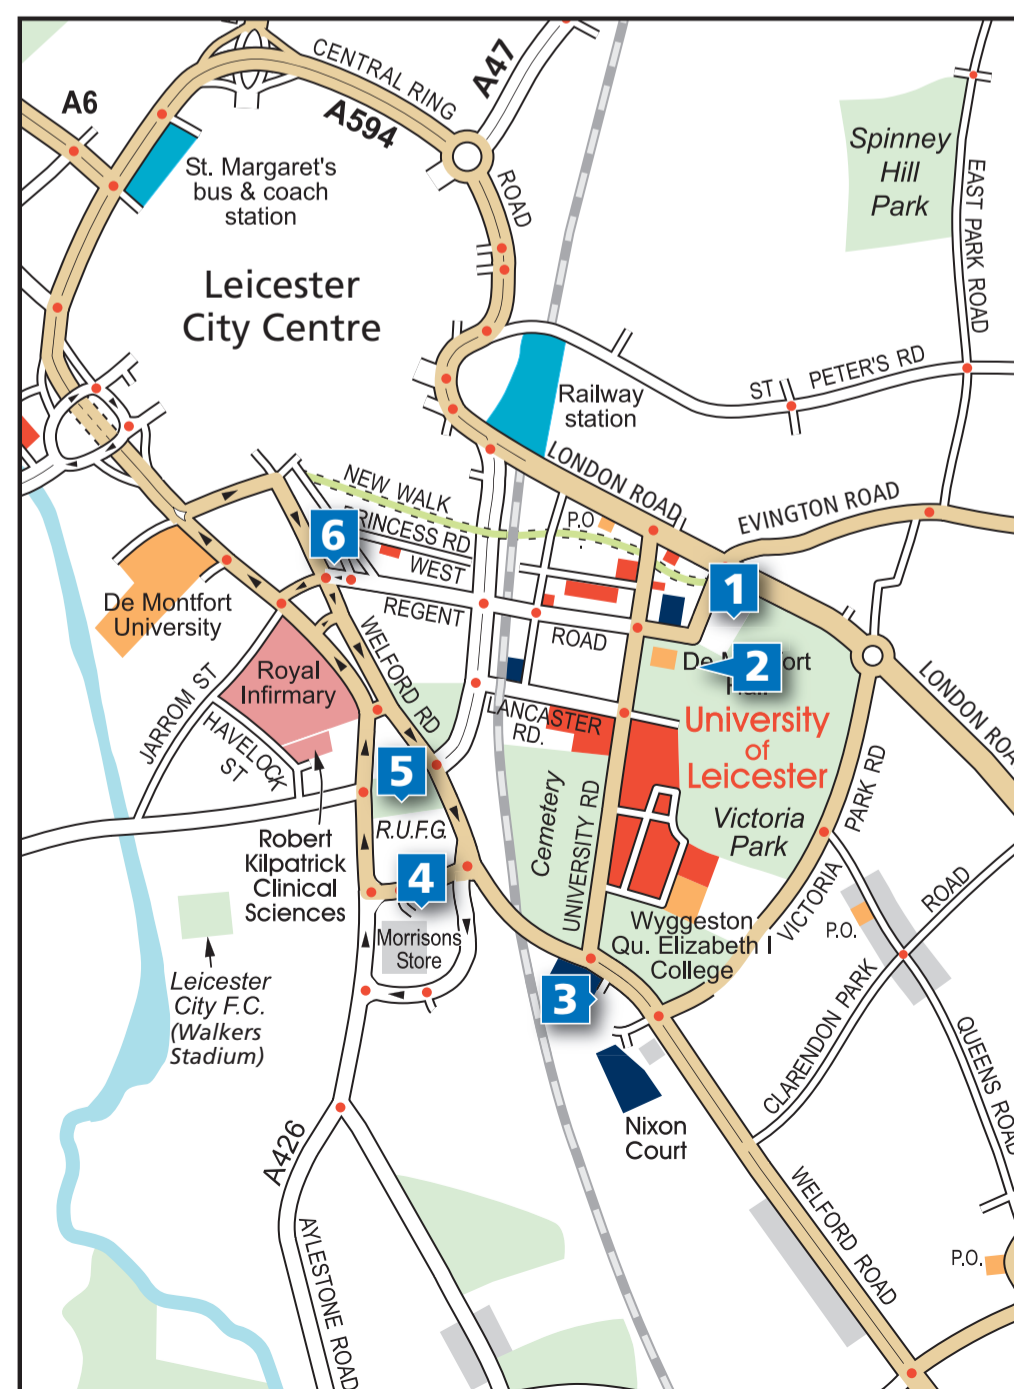 CENTRAL RING
A47
A6
A594
St. Margaret's
bus & coach
station
ROAD
Spinney
Hill
Park
EAST PARK ROAD
Leicester
City Centre
ST PETER'S RD
Railway
station
LONDON ROAD
NEW WALK
EVINGTON ROAD
P.O.
PRINCESS RD
WEST
6
1
De Montfort
University
REGENT
ROAD
WELFORD RD
Royal
Infirmary
2
LONDON ROAD
JARROM ST
HAVELOCK
ST
LANCASTER
RD.
University
of
Leicester
5
Cemetery
UNIVERSITY RD
Victoria
Park
VICTORIA PARK RD
R.U.F.G.
Robert
Kilpatrick
Clinical
Sciences
4
Morrisons
Store
Wyggeston
Qu. Elizabeth I
College
P.O.
CLARENDON PARK ROAD
Leicester
City F.C.
(Walkers
Stadium)
3
QUEENS ROAD
Nixon
Court
A426
WELFORD ROAD
AYLESTONE ROAD
P.O.